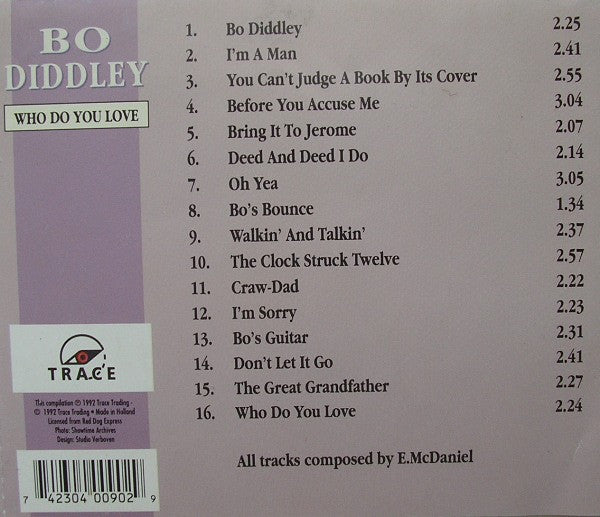 BO
DIDDLEY
WHO DO YOU LOVE
1. Bo Diddley 2.25
2. I'm A Man 2.41
3. You Can't Judge A Book By Its Cover 2.55
4. Before You Accuse Me 3.04
5. Bring It To Jerome 2.07
6. Deed And Deed I Do 2.14
7. Oh Yea 3.05
8. Bo's Bounce 1.34
9. Walkin' And Talkin' 2.37
10. The Clock Struck Twelve 2.57
11. Craw-Dad 2.22
12. I'm Sorry 2.23
13. Bo's Guitar 2.31
14. Don't Let It Go 2.41
15. The Great Grandfather 2.27
16. Who Do You Love 2.24
All tracks composed by E.McDaniel
TRACE
This compilation ℗ 1992 Trace Trading -
© 1992 Trace Trading • Made in Holland
Licensed from Red Dog Express
Photo: Showtime Archives
Design: Studio Verboven
7 42304 00902 9